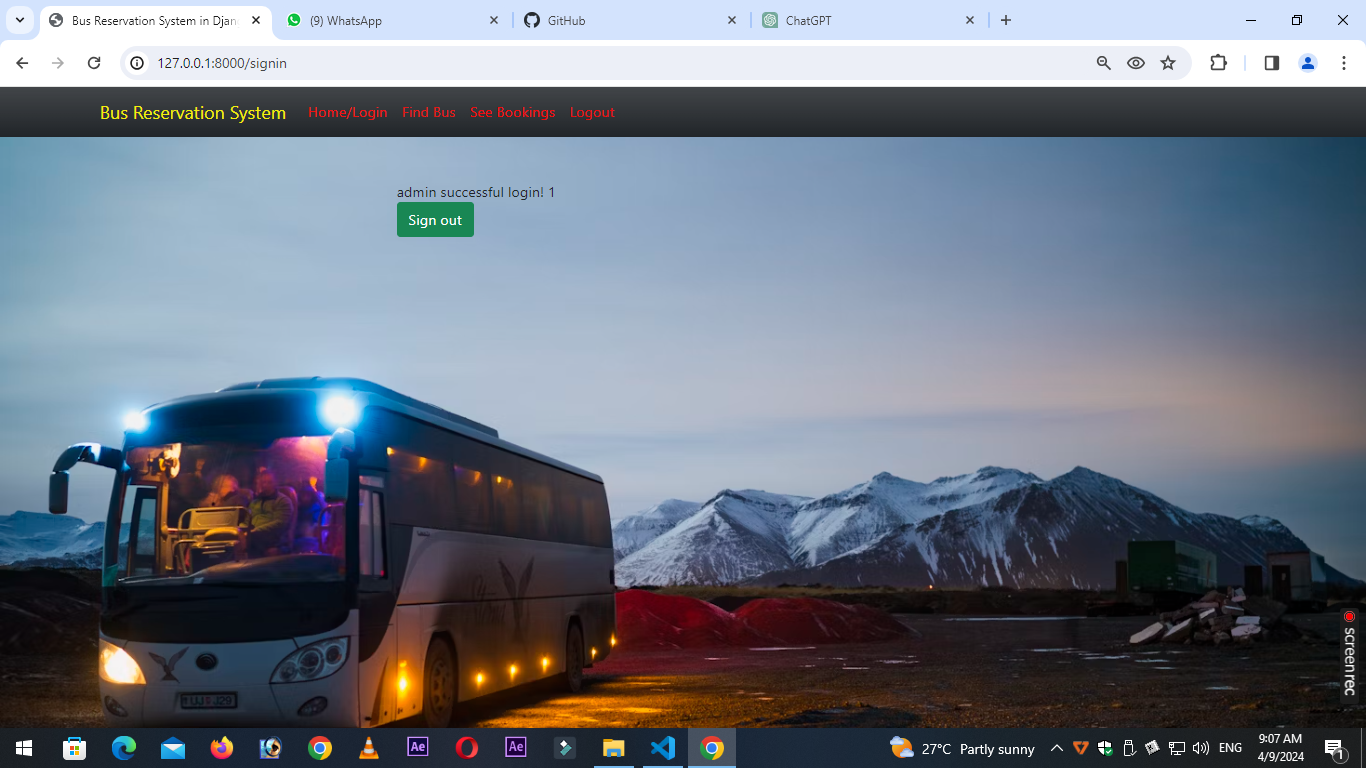 Bus Reservation System in Djan
(9) WhatsApp
GitHub
ChatGPT
127.0.0.1:8000/signin
Bus Reservation System
Home/Login
Find Bus
See Bookings
Logout
admin successful login! 1
Sign out
screenrec
Ae
Ae
27°C Partly sunny
ENG
9:07 AM
4/9/2024
1